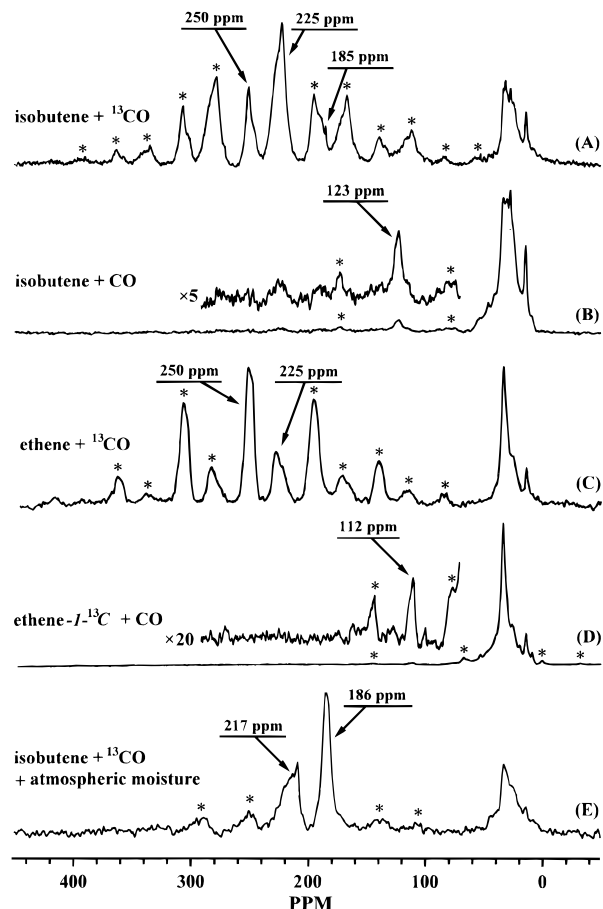 250 ppm
225 ppm
185 ppm
* * * * * * * * * * *
isobutene + ¹³CO
(A)
123 ppm
* *
isobutene + CO
×5
* *
(B)
250 ppm
225 ppm
* * * * * * * * *
ethene + ¹³CO
(C)
112 ppm
* *
ethene-1-¹³C + CO
×20
* * * *
(D)
186 ppm
217 ppm
isobutene + ¹³CO
+ atmospheric moisture
* * * *
(E)
400 300 200 100 0
PPM